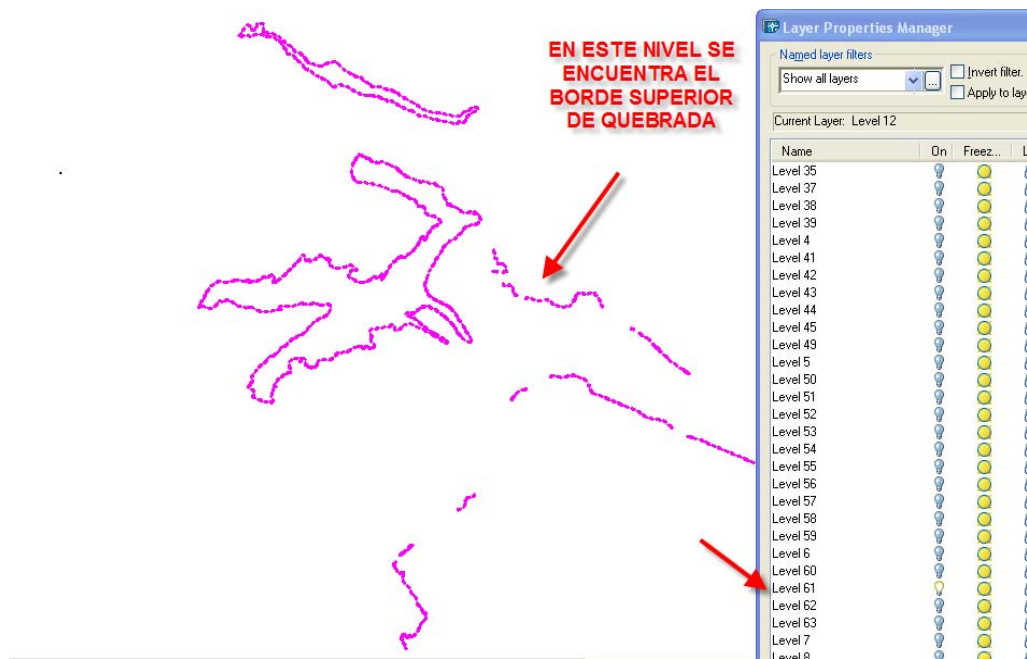 EN ESTE NIVEL SE
ENCUENTRA EL
BORDE SUPERIOR
DE QUEBRADA
Layer Properties Manager
Named layer filters
Show all layers
...
Invert filter.
Apply to lay
Current Layer: Level 12
Name On Freez... L
Level 35
Level 37
Level 38
Level 39
Level 4
Level 41
Level 42
Level 43
Level 44
Level 45
Level 49
Level 5
Level 50
Level 51
Level 52
Level 53
Level 54
Level 55
Level 56
Level 57
Level 58
Level 59
Level 6
Level 60
Level 61
Level 62
Level 63
Level 7
Level 8